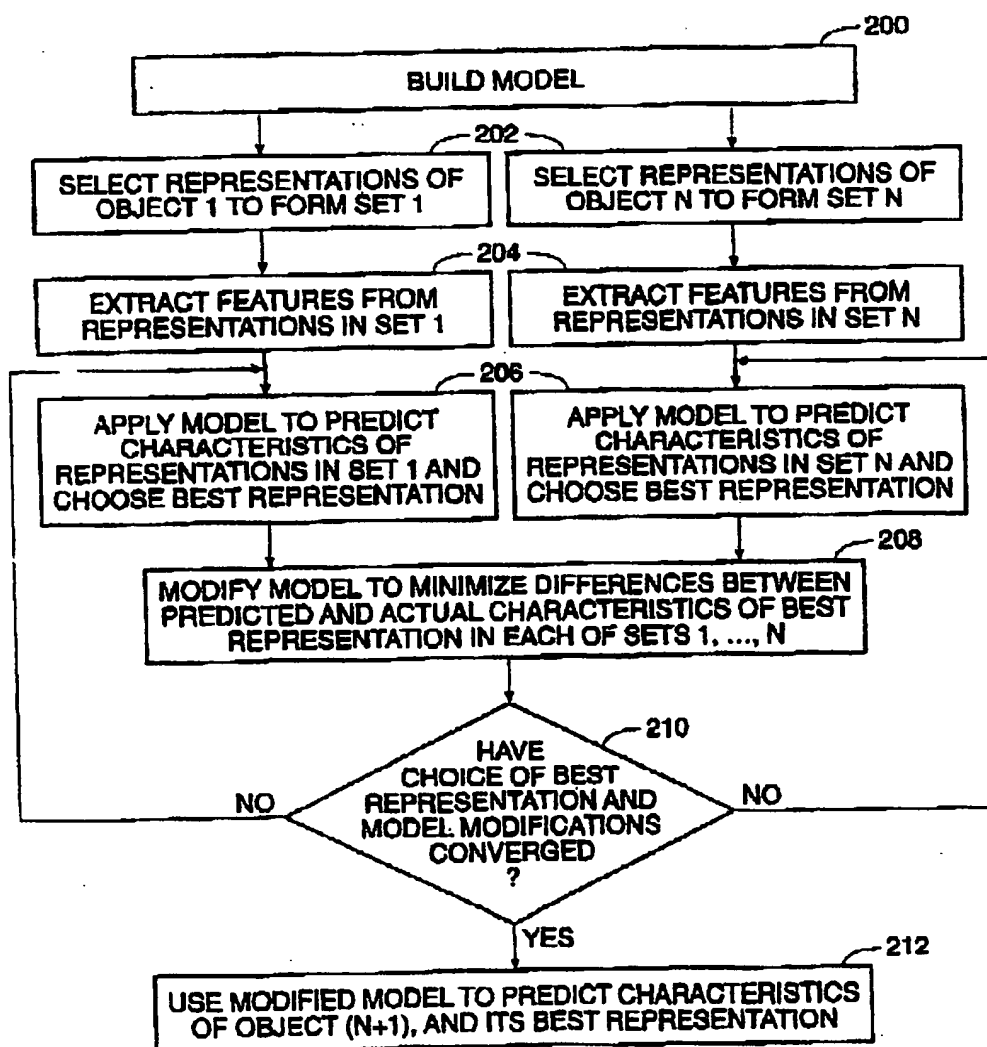 200
BUILD MODEL
202
SELECT REPRESENTATIONS OF
OBJECT 1 TO FORM SET 1
SELECT REPRESENTATIONS OF
OBJECT N TO FORM SET N
204
EXTRACT FEATURES FROM
REPRESENTATIONS IN SET 1
EXTRACT FEATURES FROM
REPRESENTATIONS IN SET N
206
APPLY MODEL TO PREDICT
CHARACTERISTICS OF
REPRESENTATIONS IN SET 1 AND
CHOOSE BEST REPRESENTATION
APPLY MODEL TO PREDICT
CHARACTERISTICS OF
REPRESENTATIONS IN SET N AND
CHOOSE BEST REPRESENTATION
208
MODIFY MODEL TO MINIMIZE DIFFERENCES BETWEEN
PREDICTED AND ACTUAL CHARACTERISTICS OF BEST
REPRESENTATION IN EACH OF SETS 1, ..., N
210
HAVE
CHOICE OF BEST
REPRESENTATION AND
MODEL MODIFICATIONS
CONVERGED
?
NO
NO
YES
212
USE MODIFIED MODEL TO PREDICT CHARACTERISTICS
OF OBJECT (N+1), AND ITS BEST REPRESENTATION